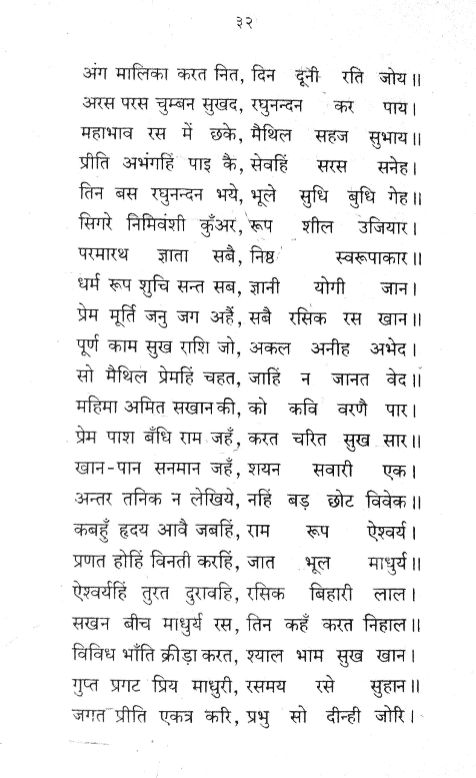 ३२
अंग मालिका करत नित, दिन दूनी रति जोय॥
अरस परस चुम्बन सुखद, रघुनन्दन कर पाय।
महाभाव रस में छके, मैथिल सहज सुभाय॥
प्रीति अभंगहिं पाइ कै, सेवहिं सरस सनेह।
तिन बस रघुनन्दन भये, भूले सुधि बुधि गेह॥
सिगरे निमिवंशी कुँअर, रूप शील उजियार।
परमारथ ज्ञाता सबै, निष्ठ स्वरूपाकार॥
धर्म रूप शुचि सन्त सब, ज्ञानी योगी जान।
प्रेम मूर्ति जनु जग अहैं, सबै रसिक रस खान॥
पूर्ण काम सुख राशि जो, अकल अनीह अभेद।
सो मैथिल प्रेमहिं चहत, जाहिं न जानत वेद॥
महिमा अमित सखान की, को कवि वरणै पार।
प्रेम पाश बँधि राम जहँ, करत चरित सुख सार॥
खान-पान सनमान जहँ, शयन सवारी एक।
अन्तर तनिक न लेखिये, नहिं बड़ छोट विवेक॥
कबहुँ हृदय आवै जबहिं, राम रूप ऐश्वर्य।
प्रणत होहिं विनती करहिं, जात भूल माधुर्य॥
ऐश्वर्यहिं तुरत दुरावहि, रसिक बिहारी लाल।
सखन बीच माधुर्य रस, तिन कहँ करत निहाल॥
विविध भाँति क्रीड़ा करत, श्याल भाम सुख खान।
गुप्त प्रगट प्रिय माधुरी, रसमय रसे सुहान॥
जगत प्रीति एकत्र करि, प्रभु सो दीन्ही जोरि।